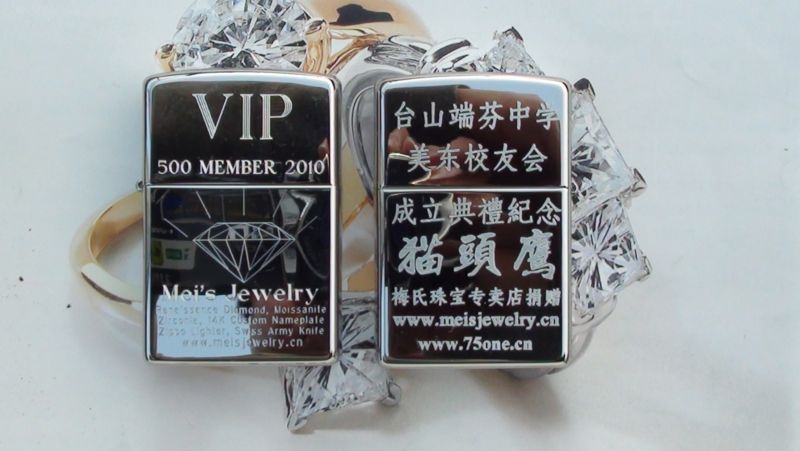 VIP
500 MEMBER 2010
Mei's Jewelry
Renaissence Diamond, Moissanite
Zirconia, 14K Custom Nameplate
Zippo Lighter, Swiss Army Knife
www.meisjewelry.cn
台山端芬中学
美东校友会
成立典禮紀念
猫頭鹰
梅氏珠宝专卖店捐赠
www.meisjewelry.cn
www.75one.cn